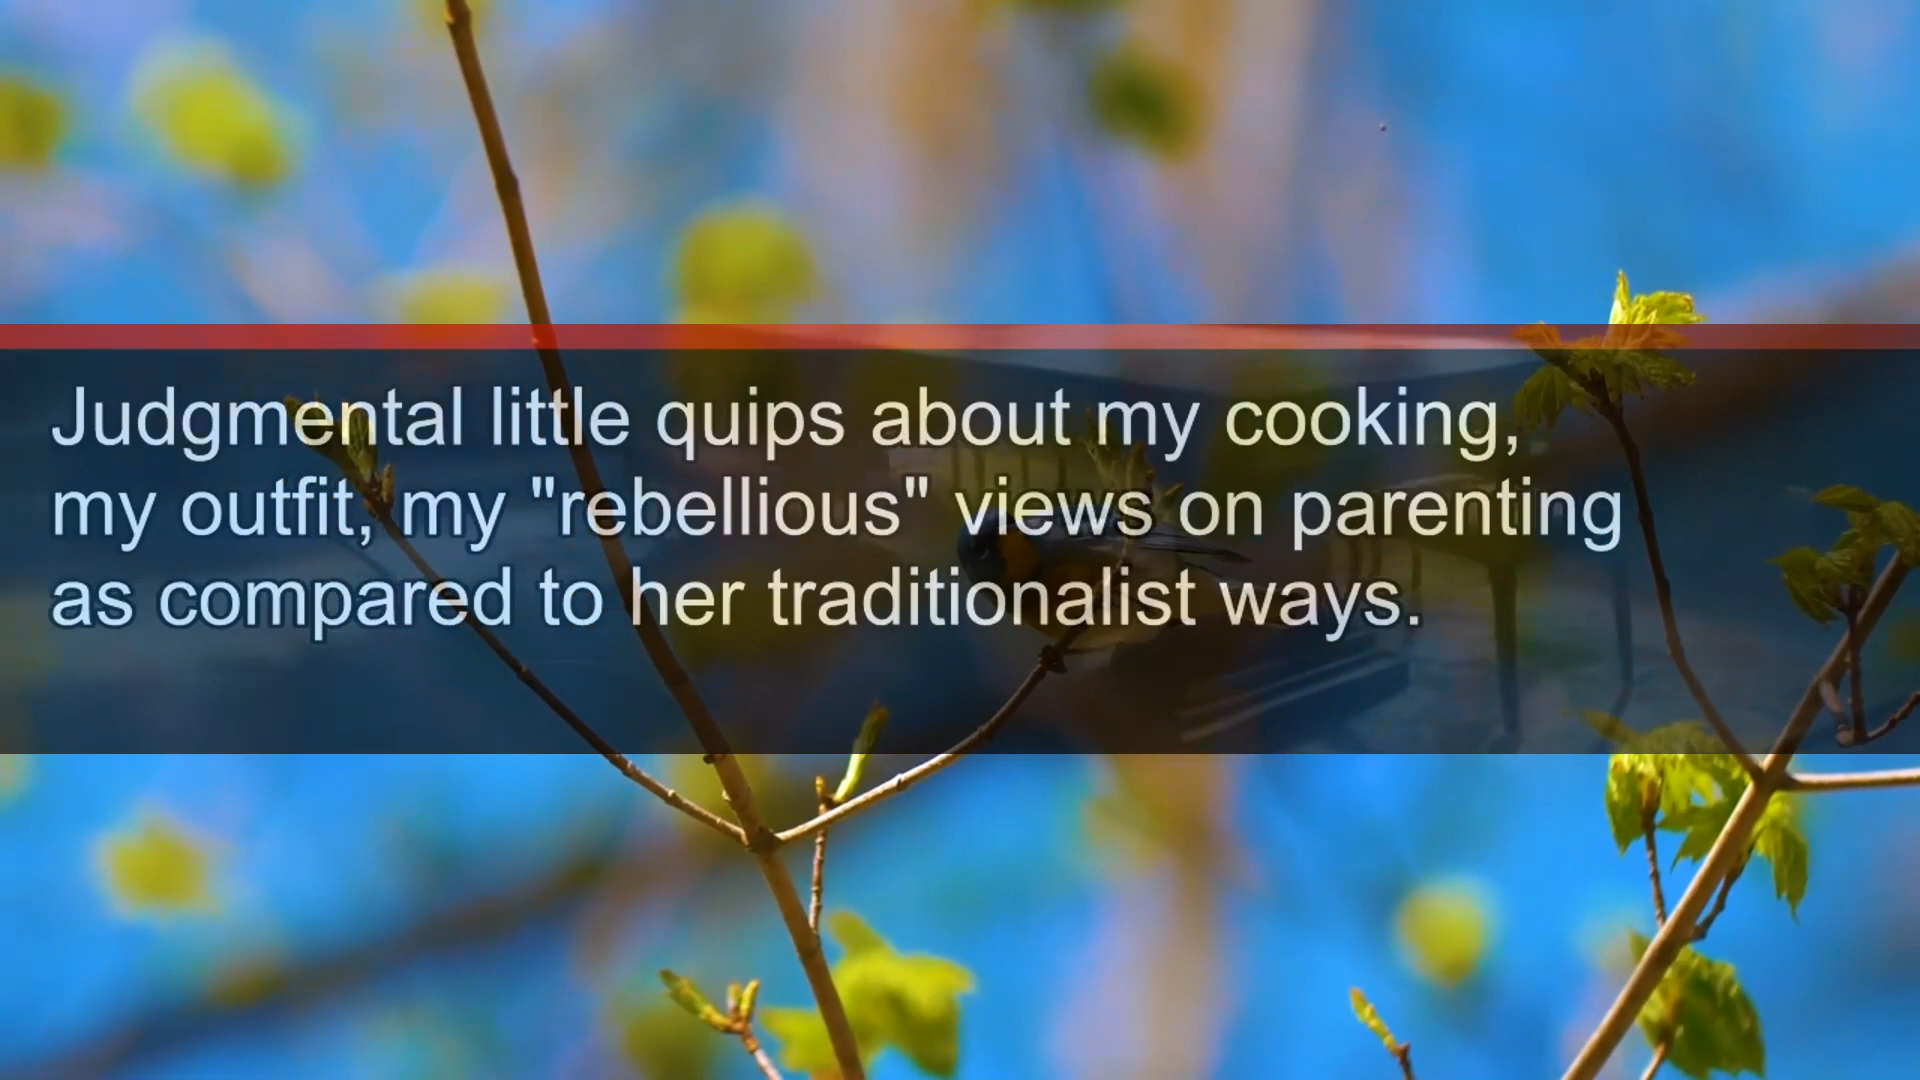 Judgmental little quips about my cooking,
my outfit, my "rebellious" views on parenting
as compared to her traditionalist ways.